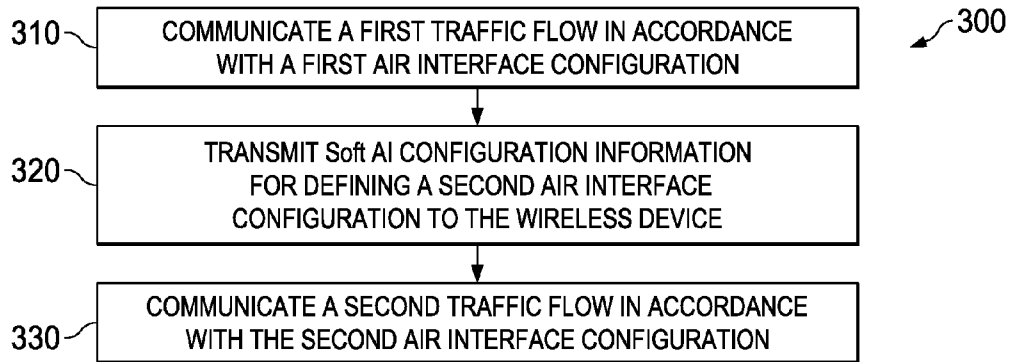 300
310
COMMUNICATE A FIRST TRAFFIC FLOW IN ACCORDANCE
WITH A FIRST AIR INTERFACE CONFIGURATION
320
TRANSMIT Soft AI CONFIGURATION INFORMATION
FOR DEFINING A SECOND AIR INTERFACE
CONFIGURATION TO THE WIRELESS DEVICE
330
COMMUNICATE A SECOND TRAFFIC FLOW IN ACCORDANCE
WITH THE SECOND AIR INTERFACE CONFIGURATION